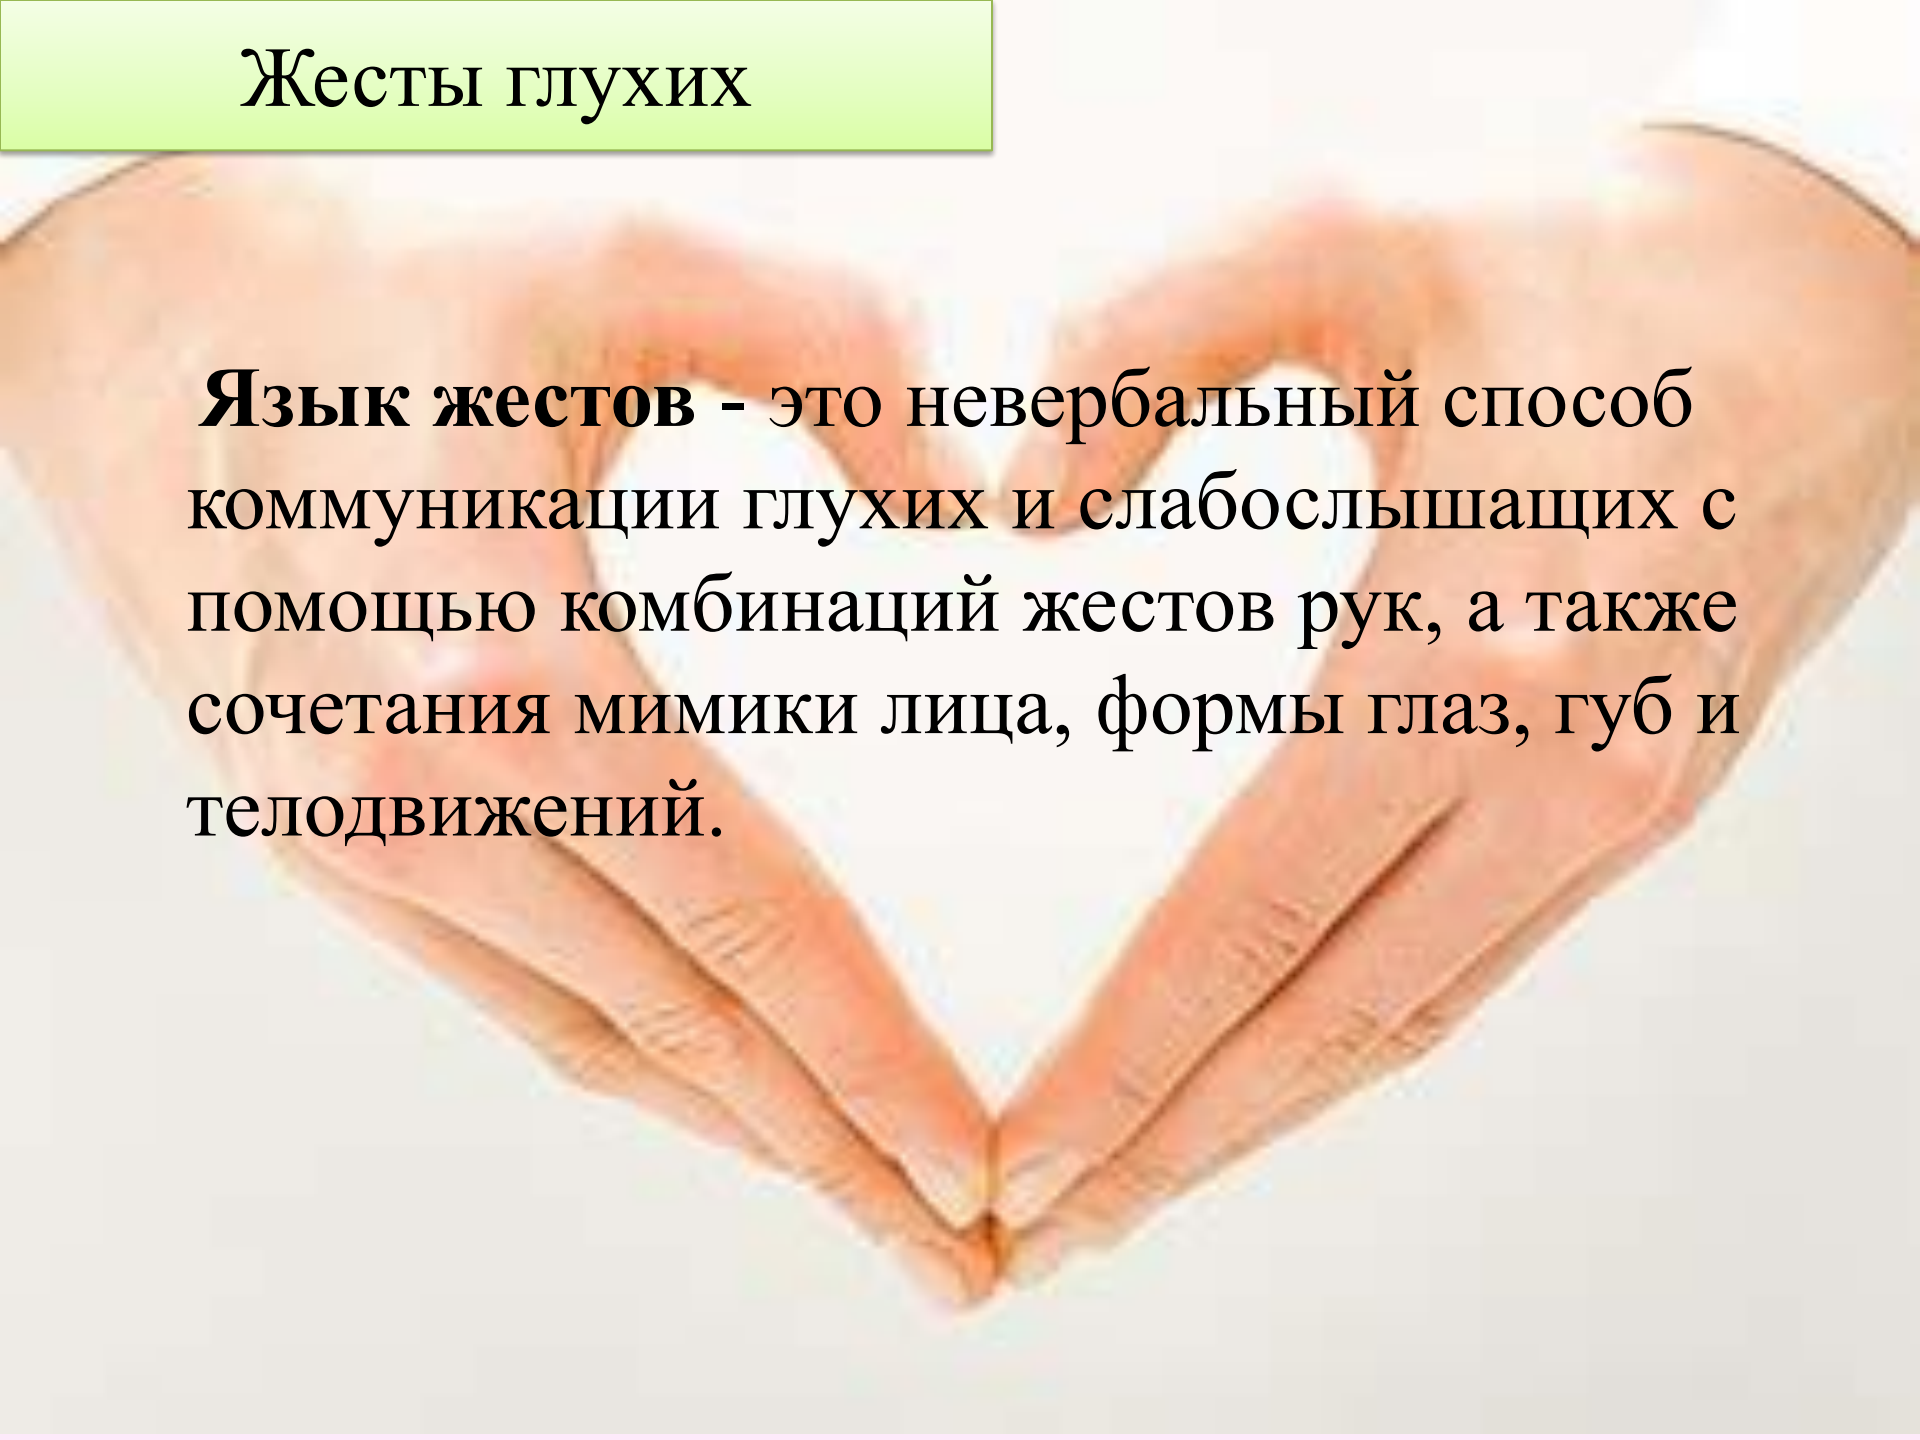 Жесты глухих
Язык жестов - это невербальный способ
коммуникации глухих и слабослышащих с
помощью комбинаций жестов рук, а также
сочетания мимики лица, формы глаз, губ и
телодвижений.